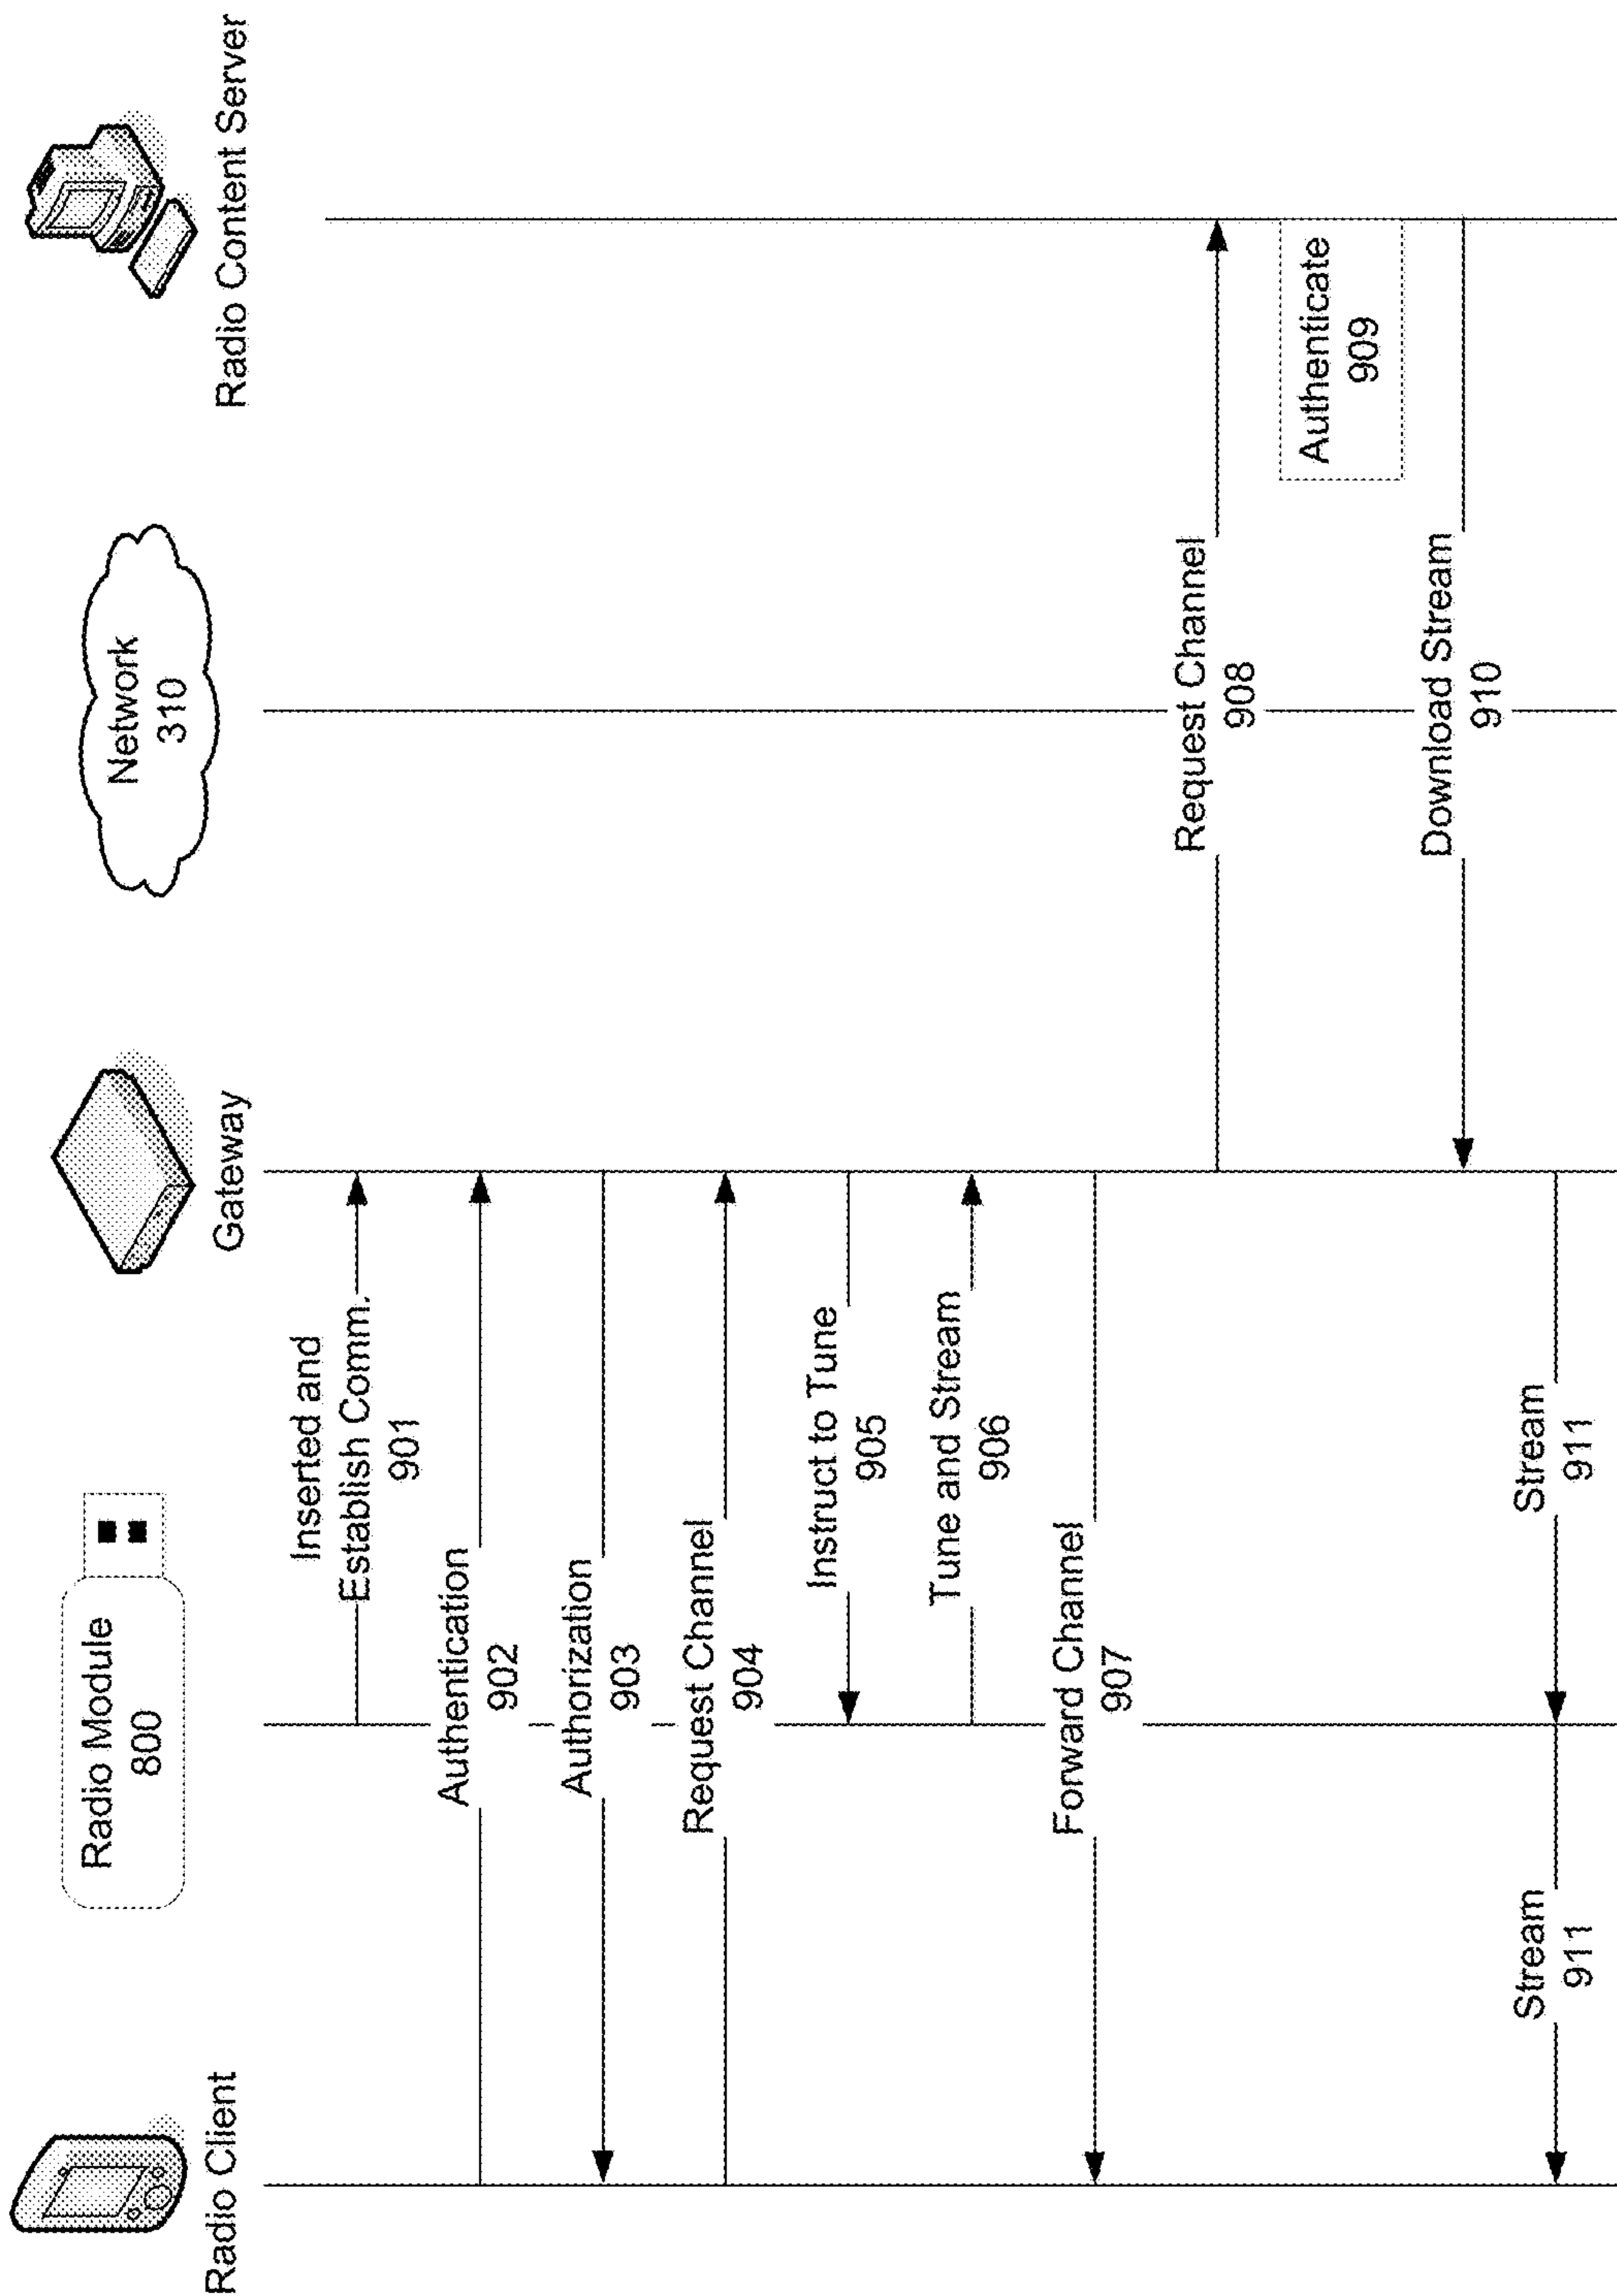 Radio Client
Radio Module
800
Gateway
Network
310
Radio Content Server
Inserted and
Establish Comm.
901
Authentication
902
Authorization
903
Request Channel
904
Instruct to Tune
905
Tune and Stream
906
Forward Channel
907
Request Channel
908
Authenticate
909
Download Stream
910
Stream
911
Stream
911